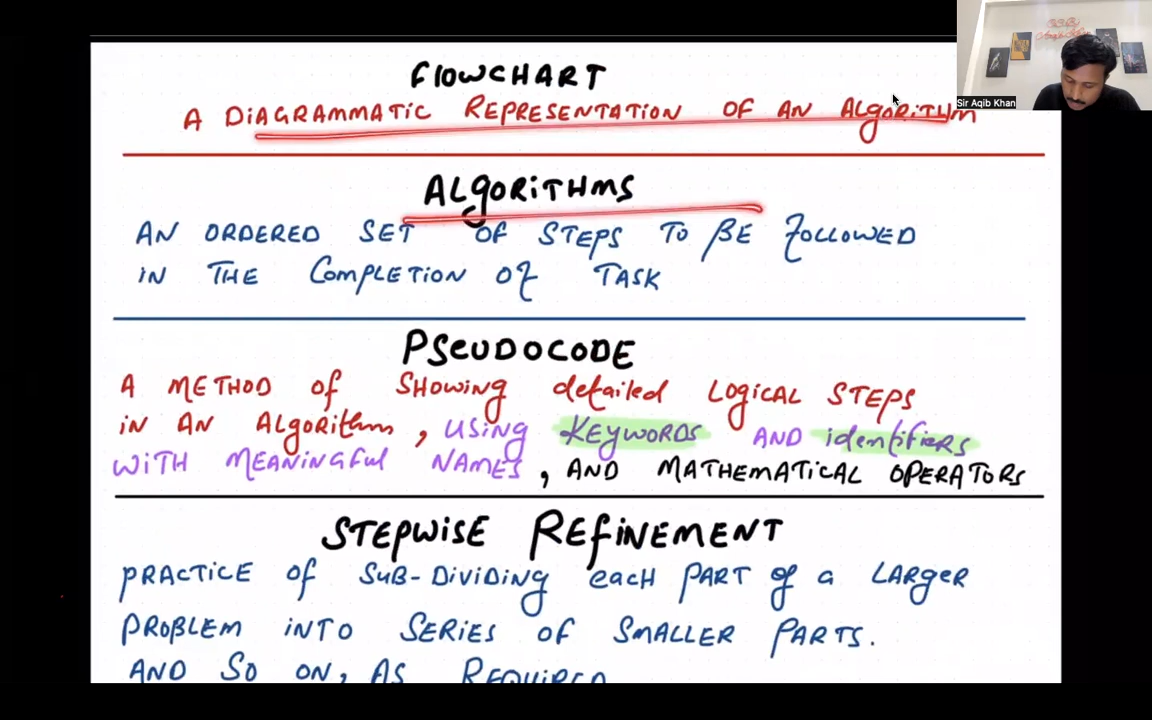 FLOWCHART
A DIAGRAMMATIC REPRESENTATION OF AN ALGORITHM
Sir Aqib Khan
ALGORITHMS
AN ORDERED SET OF STEPS TO BE FOLLOWED
IN THE COMPLETION OF TASK
PSEUDOCODE
A METHOD OF SHOWING detailed LOGICAL STEPS
IN AN ALGORITHM, USING KEYWORDS AND identifiers
WITH MEANINGFUL NAMES, AND MATHEMATICAL OPERATORS
STEPWISE REFINEMENT
PRACTICE OF SUB-DIVIDING EACH PART OF A LARGER
PROBLEM INTO SERIES OF SMALLER PARTS.
AND SO ON, AS REQUIRED